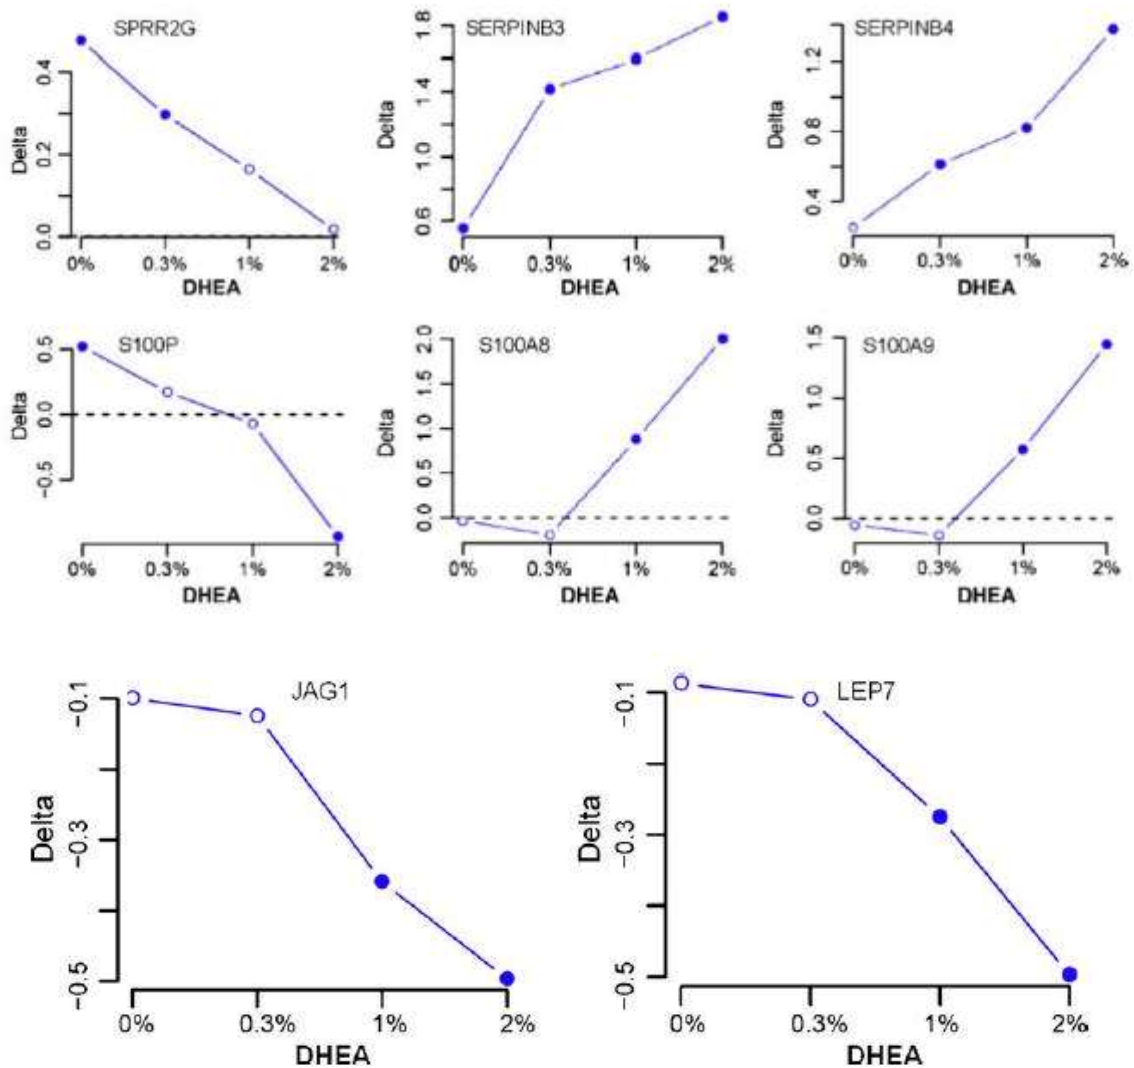 SPRR2G
Delta
0.0
0.2
0.4
0%
0.3%
1%
2%
DHEA
SERPINB3
Delta
0.6
1.0
1.4
1.8
0%
0.3%
1%
2%
DHEA
SERPINB4
Delta
0.4
0.8
1.2
0%
0.3%
1%
2%
DHEA
S100P
Delta
−0.5
0.0
0.5
0%
0.3%
1%
2%
DHEA
S100A8
Delta
0.0
0.5
1.0
1.5
2.0
0%
0.3%
1%
2%
DHEA
S100A9
Delta
0.0
0.5
1.0
1.5
0%
0.3%
1%
2%
DHEA
JAG1
Delta
−0.5
−0.3
−0.1
0%
0.3%
1%
2%
DHEA
LEP7
Delta
−0.5
−0.3
−0.1
0%
0.3%
1%
2%
DHEA